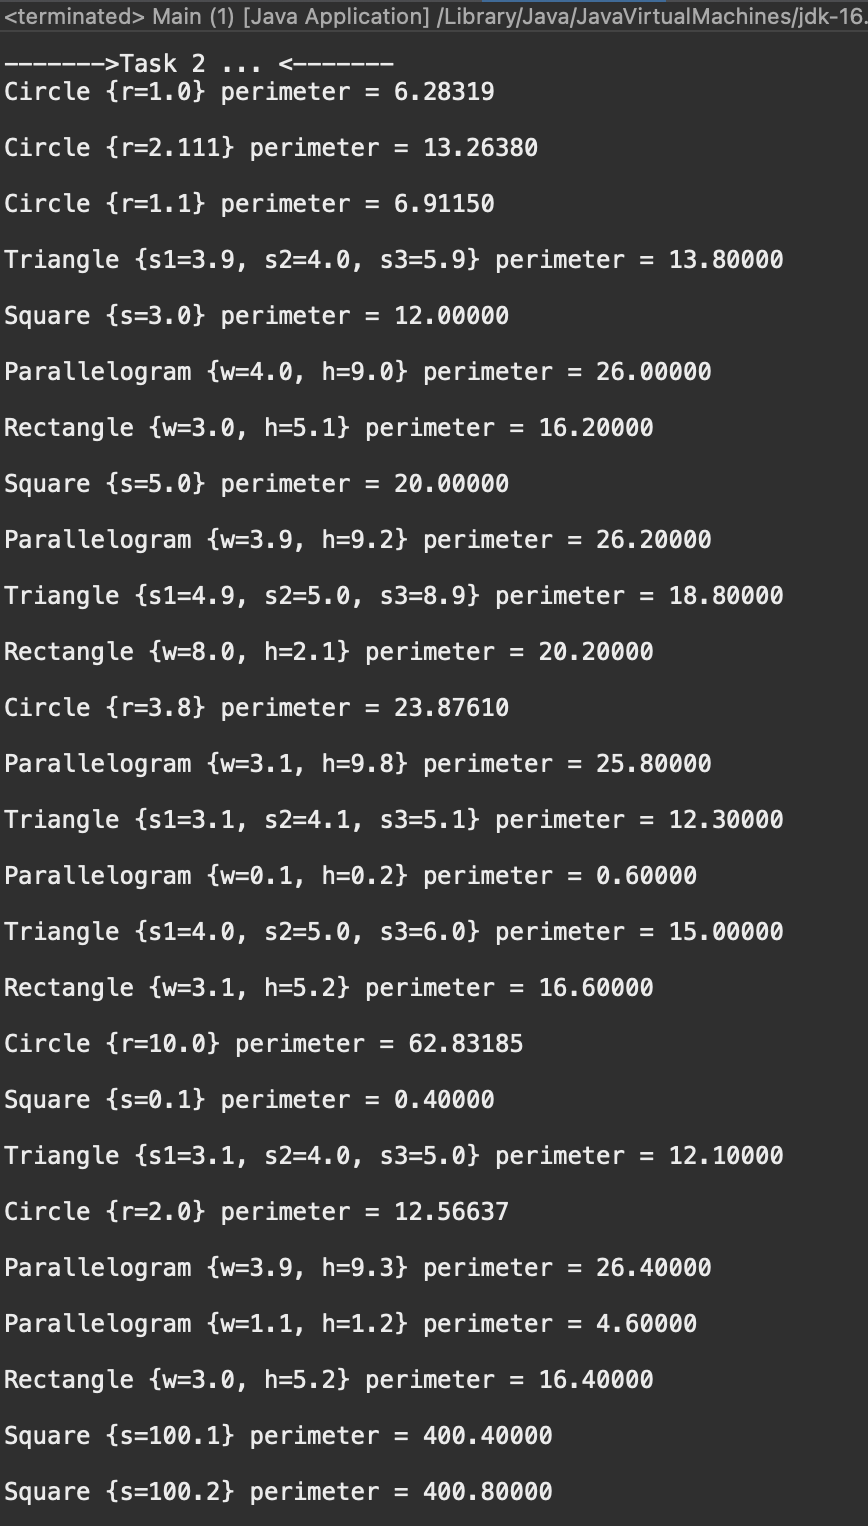 <terminated> Main (1) [Java Application] /Library/Java/JavaVirtualMachines/jdk-16.
------->Task 2 ... <-------
Circle {r=1.0} perimeter = 6.28319
Circle {r=2.111} perimeter = 13.26380
Circle {r=1.1} perimeter = 6.91150
Triangle {s1=3.9, s2=4.0, s3=5.9} perimeter = 13.80000
Square {s=3.0} perimeter = 12.00000
Parallelogram {w=4.0, h=9.0} perimeter = 26.00000
Rectangle {w=3.0, h=5.1} perimeter = 16.20000
Square {s=5.0} perimeter = 20.00000
Parallelogram {w=3.9, h=9.2} perimeter = 26.20000
Triangle {s1=4.9, s2=5.0, s3=8.9} perimeter = 18.80000
Rectangle {w=8.0, h=2.1} perimeter = 20.20000
Circle {r=3.8} perimeter = 23.87610
Parallelogram {w=3.1, h=9.8} perimeter = 25.80000
Triangle {s1=3.1, s2=4.1, s3=5.1} perimeter = 12.30000
Parallelogram {w=0.1, h=0.2} perimeter = 0.60000
Triangle {s1=4.0, s2=5.0, s3=6.0} perimeter = 15.00000
Rectangle {w=3.1, h=5.2} perimeter = 16.60000
Circle {r=10.0} perimeter = 62.83185
Square {s=0.1} perimeter = 0.40000
Triangle {s1=3.1, s2=4.0, s3=5.0} perimeter = 12.10000
Circle {r=2.0} perimeter = 12.56637
Parallelogram {w=3.9, h=9.3} perimeter = 26.40000
Parallelogram {w=1.1, h=1.2} perimeter = 4.60000
Rectangle {w=3.0, h=5.2} perimeter = 16.40000
Square {s=100.1} perimeter = 400.40000
Square {s=100.2} perimeter = 400.80000